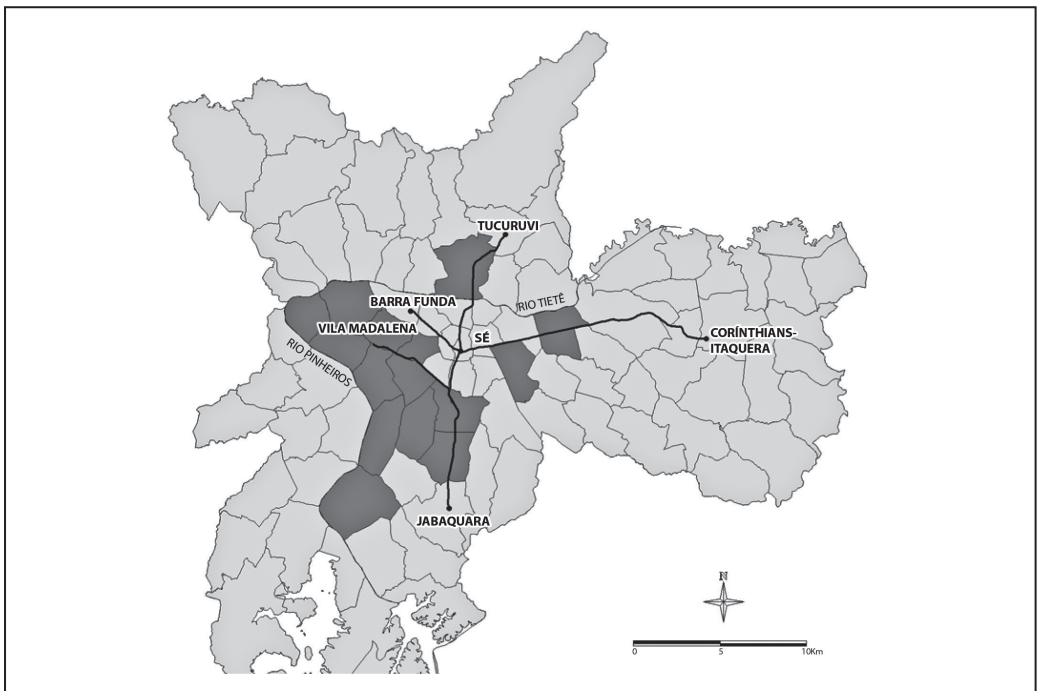 TUCURUVI
BARRA FUNDA
RIO TIETÊ
VILA MADALENA
SÉ
CORÍNTHIANS-
ITAQUERA
RIO PINHEIROS
JABAQUARA
N
0 5 10Km